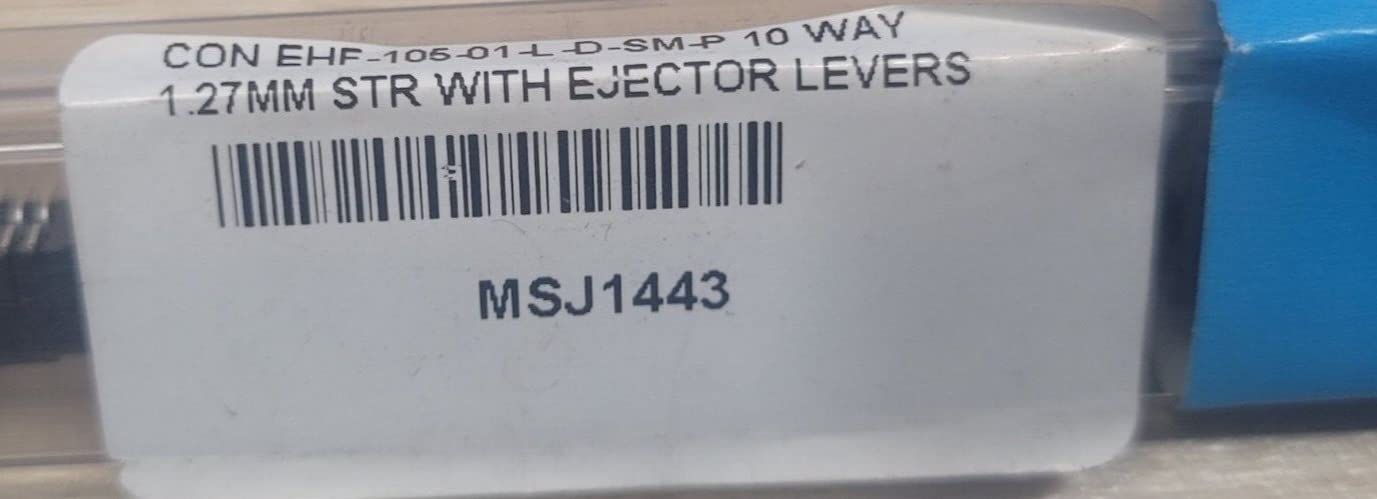 CON EHF-105-01-L-D-SM-P 10 WAY
1.27MM STR WITH EJECTOR LEVERS
MSJ1443